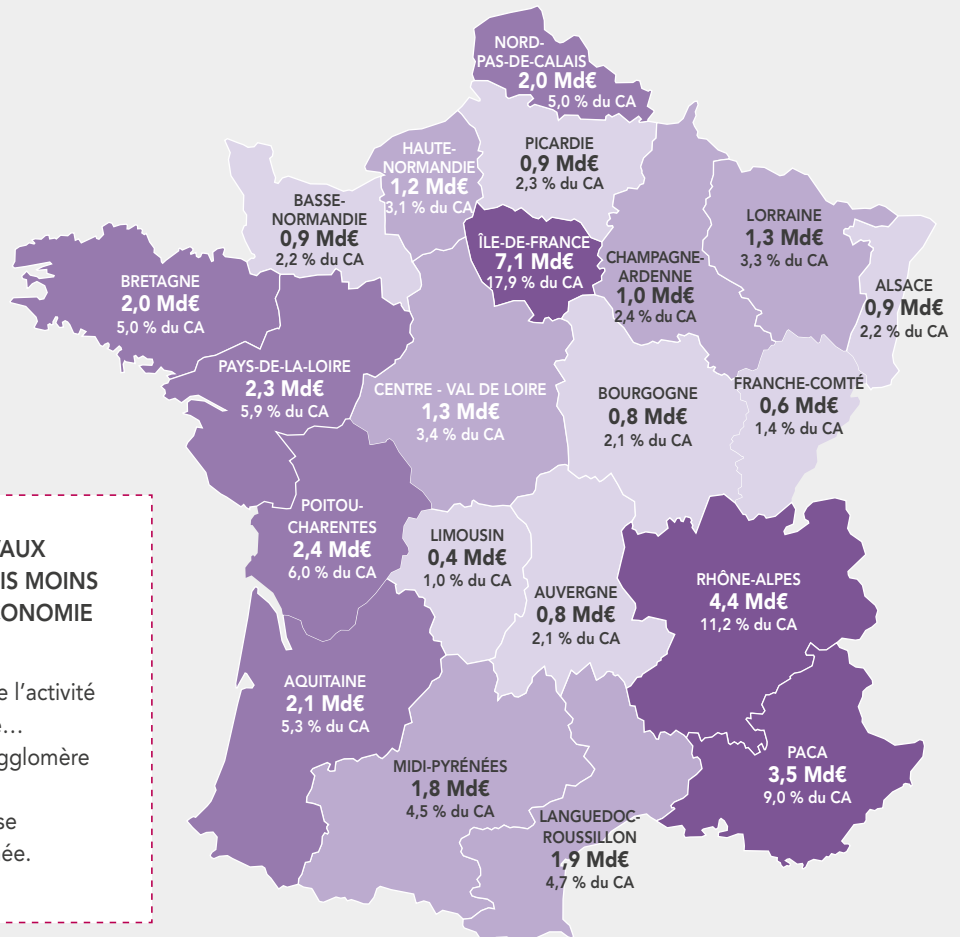 NORD-
PAS-DE-CALAIS
2,0 Md€
5,0 % du CA
PICARDIE
0,9 Md€
2,3 % du CA
HAUTE-
NORMANDIE
1,2 Md€
3,1 % du CA
BASSE-
NORMANDIE
0,9 Md€
2,2 % du CA
ÎLE-DE-FRANCE
7,1 Md€
17,9 % du CA
CHAMPAGNE-
ARDENNE
1,0 Md€
2,4 % du CA
LORRAINE
1,3 Md€
3,3 % du CA
ALSACE
0,9 Md€
2,2 % du CA
BRETAGNE
2,0 Md€
5,0 % du CA
PAYS-DE-LA-LOIRE
2,3 Md€
5,9 % du CA
CENTRE - VAL DE LOIRE
1,3 Md€
3,4 % du CA
BOURGOGNE
0,8 Md€
2,1 % du CA
FRANCHE-COMTÉ
0,6 Md€
1,4 % du CA
POITOU-
CHARENTES
2,4 Md€
6,0 % du CA
LIMOUSIN
0,4 Md€
1,0 % du CA
AUVERGNE
0,8 Md€
2,1 % du CA
RHÔNE-ALPES
4,4 Md€
11,2 % du CA
AQUITAINE
2,1 Md€
5,3 % du CA
MIDI-PYRÉNÉES
1,8 Md€
4,5 % du CA
LANGUEDOC-
ROUSSILLON
1,9 Md€
4,7 % du CA
PACA
3,5 Md€
9,0 % du CA
MOINS
l'activité